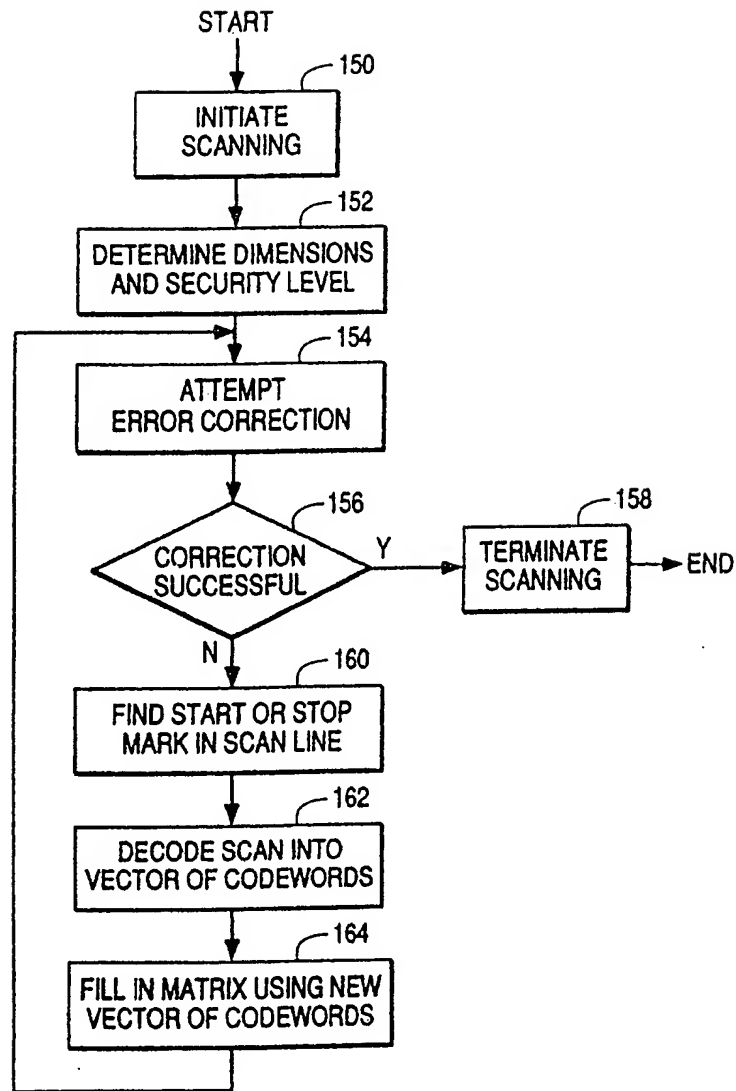 START
150
INITIATE
SCANNING
152
DETERMINE DIMENSIONS
AND SECURITY LEVEL
154
ATTEMPT
ERROR CORRECTION
156
CORRECTION
SUCCESSFUL
Y
158
TERMINATE
SCANNING
END
N
160
FIND START OR STOP
MARK IN SCAN LINE
162
DECODE SCAN INTO
VECTOR OF CODEWORDS
164
FILL IN MATRIX USING NEW
VECTOR OF CODEWORDS